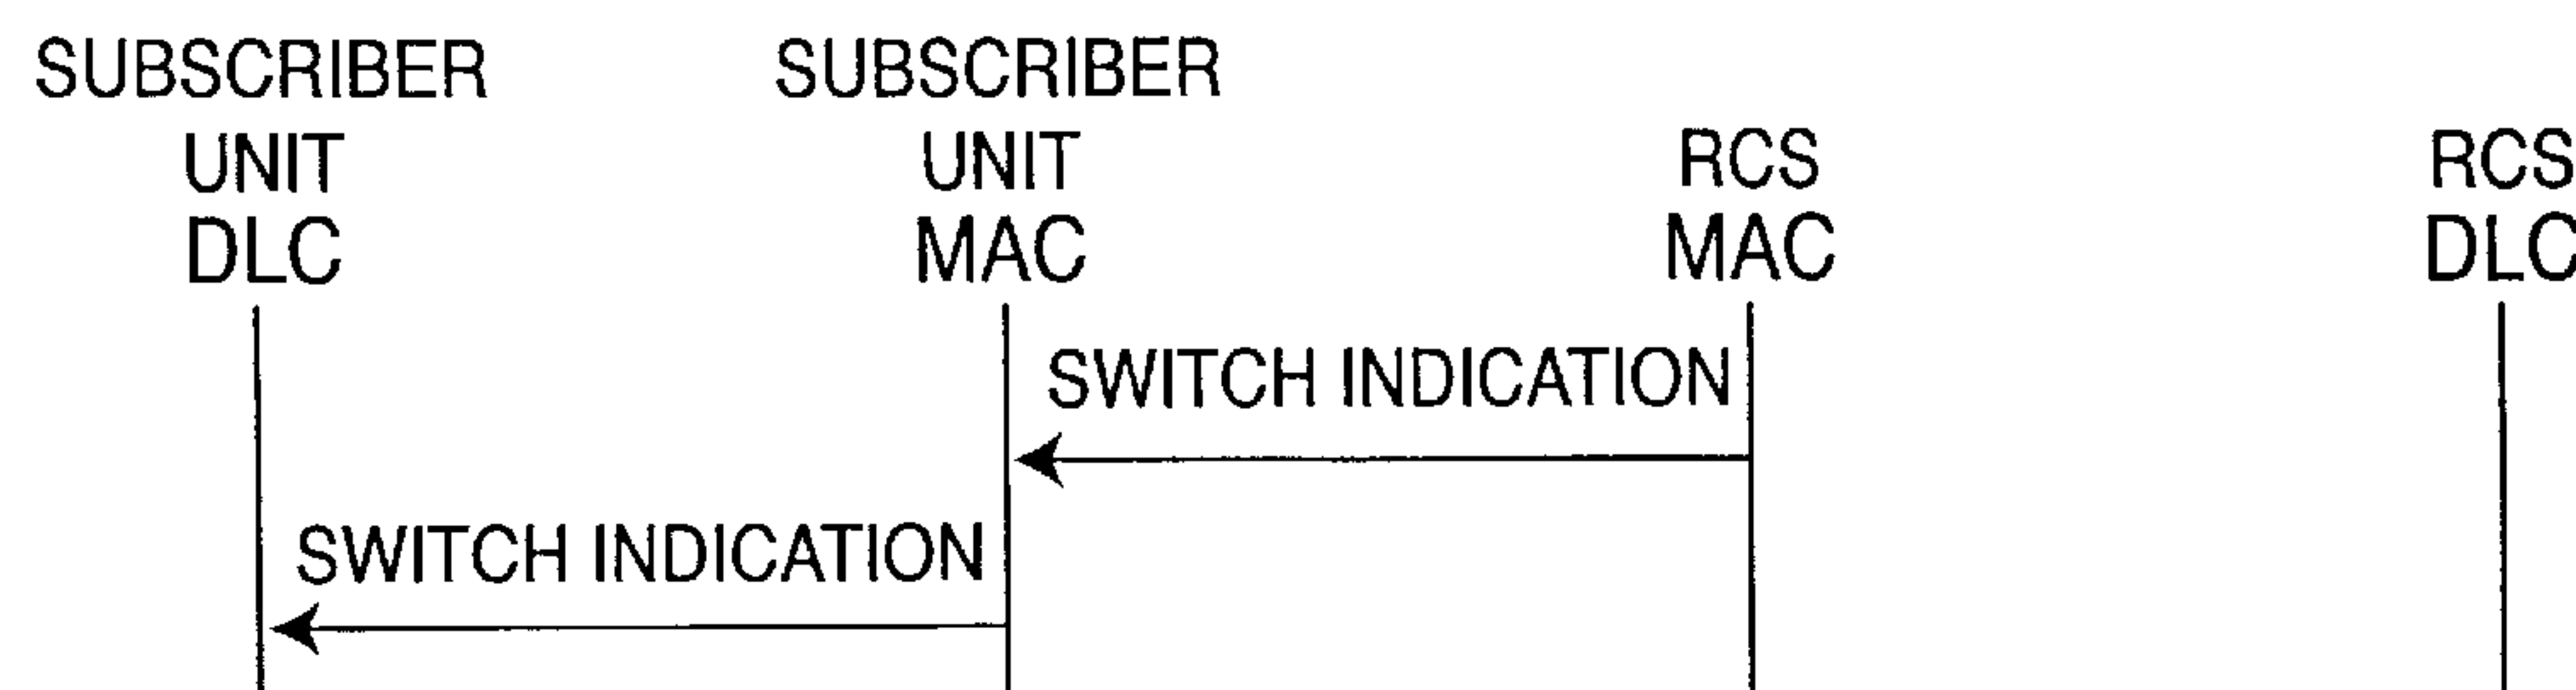 SUBSCRIBER
UNIT
DLC
SUBSCRIBER
UNIT
MAC
RCS
MAC
RCS
DLC
SWITCH INDICATION
SWITCH INDICATION